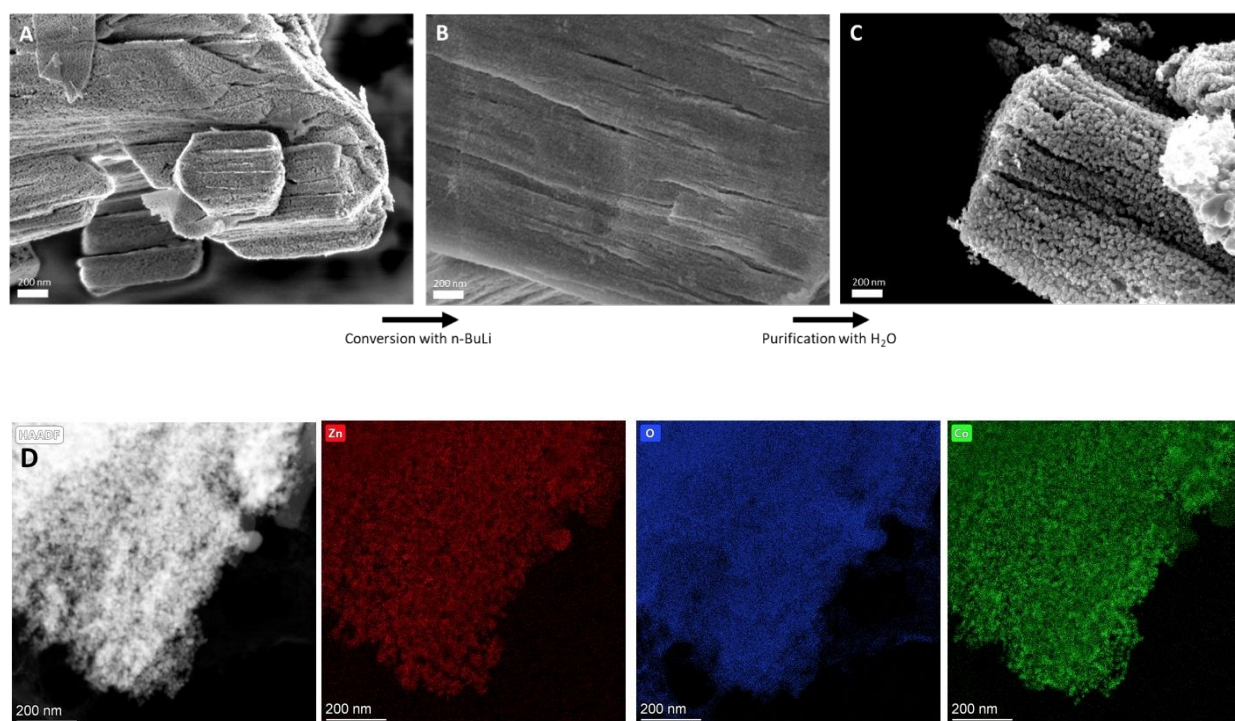 A
B
C
200 nm
200 nm
200 nm
Conversion with n-BuLi
Purification with H₂O
HAADF
Zn
O
Co
D
200 nm
200 nm
200 nm
200 nm